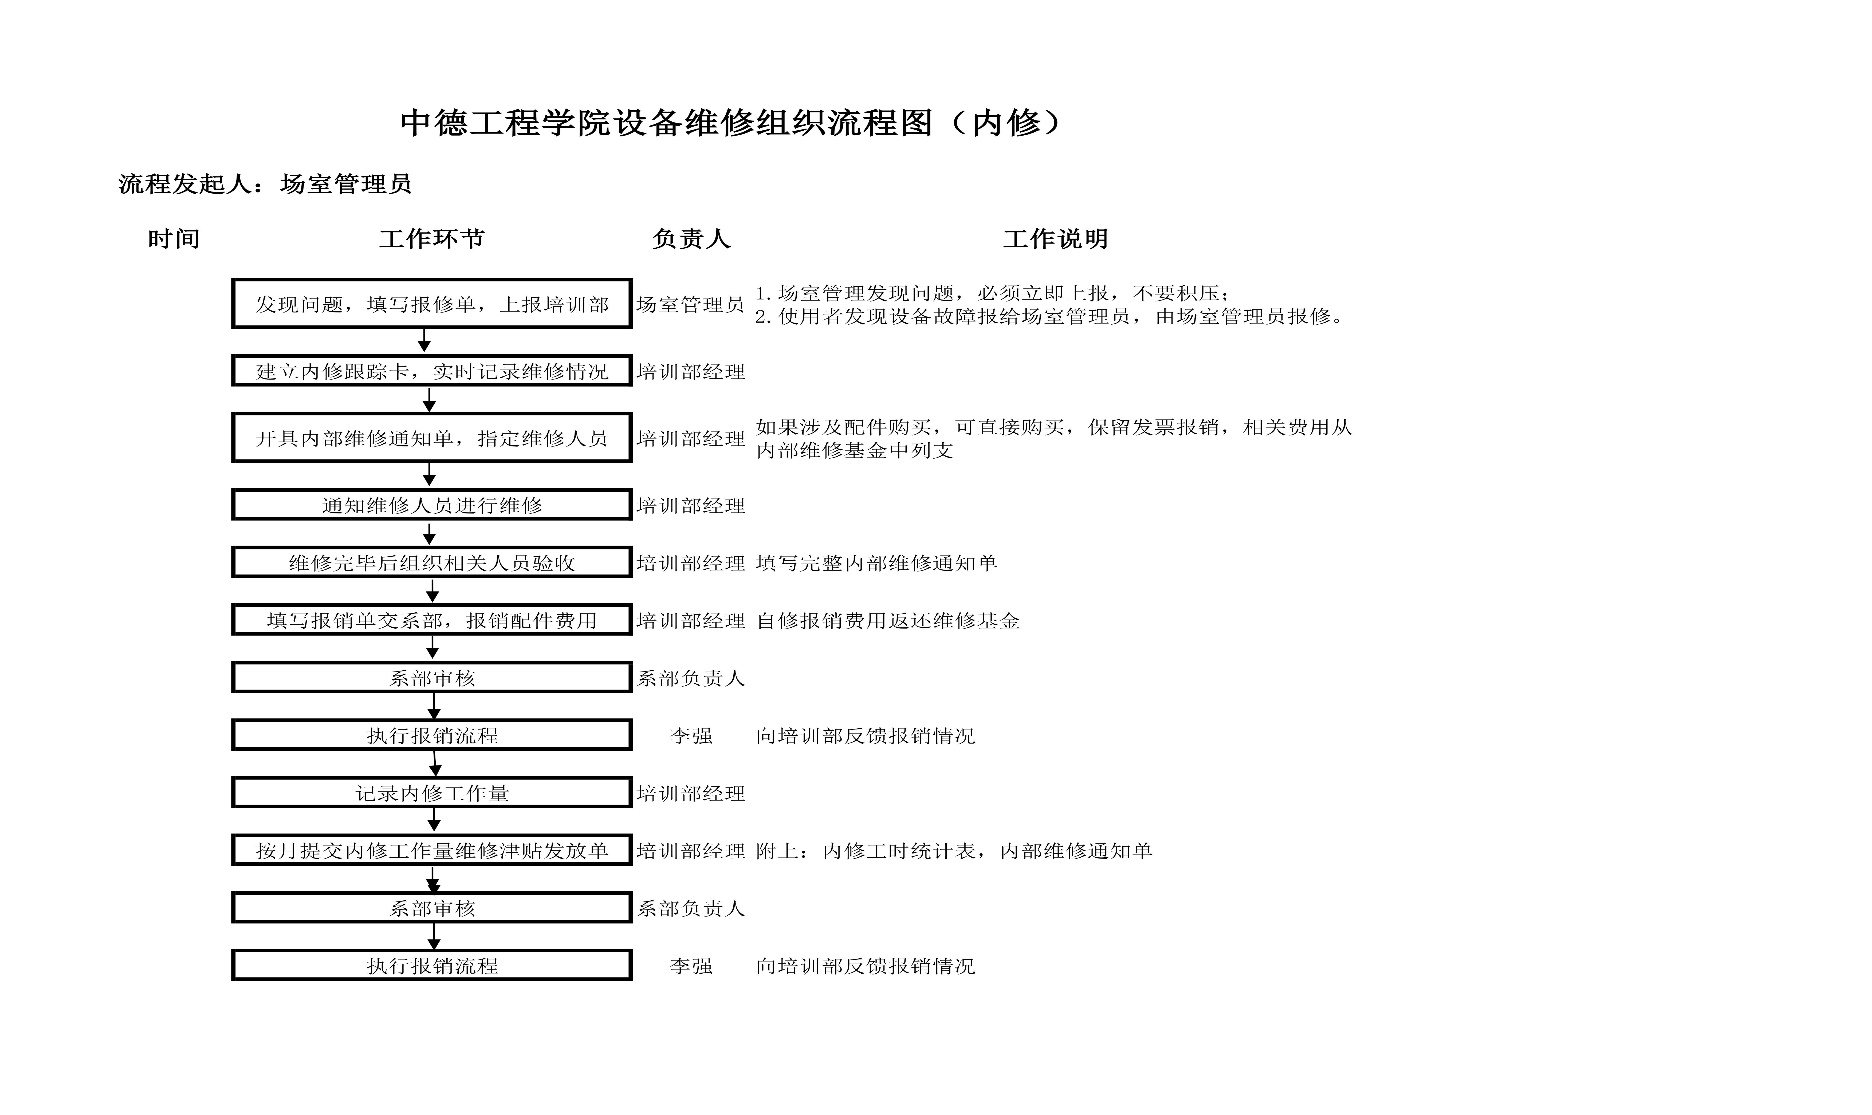 中德工程学院设备维修组织流程图（内修）
流程发起人：场室管理员
时间 工作环节 负责人 工作说明
发现问题，填写报修单，上报培训部 场室管理员 1.场室管理发现问题，必须立即上报，不要积压；
2.使用者发现设备故障报给场室管理员，由场室管理员报修。
建立内修跟踪卡，实时记录维修情况 培训部经理
开具内部维修通知单，指定维修人员 培训部经理 如果涉及配件购买，可直接购买，保留发票报销，相关费用从
内部维修基金中列支
通知维修人员进行维修 培训部经理
维修完毕后组织相关人员验收 培训部经理 填写完整内部维修通知单
填写报销单交系部，报销配件费用 培训部经理 自修报销费用返还维修基金
系部审核 系部负责人
执行报销流程 李强 向培训部反馈报销情况
记录内修工作量 培训部经理
按月提交内修工作量维修津贴发放单 培训部经理 附上：内修工时统计表，内部维修通知单
系部审核 系部负责人
执行报销流程 李强 向培训部反馈报销情况